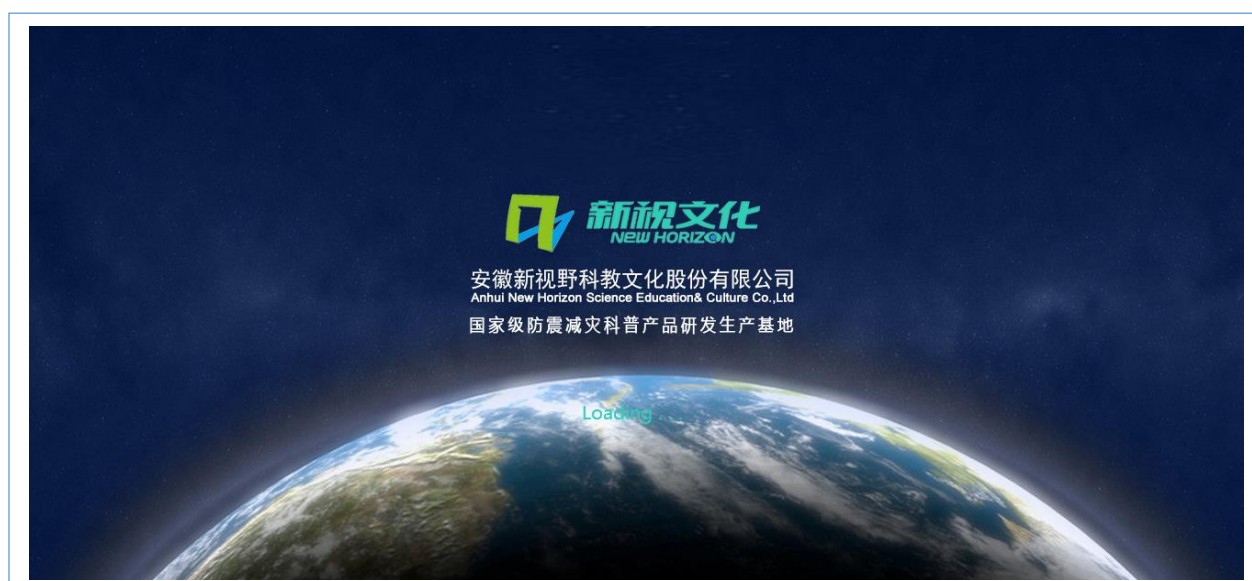 新视文化
NEW HORIZON
安徽新视野科教文化股份有限公司
Anhui New Horizon Science Education& Culture Co.,Ltd
国家级防震减灾科普产品研发生产基地
Loading ....